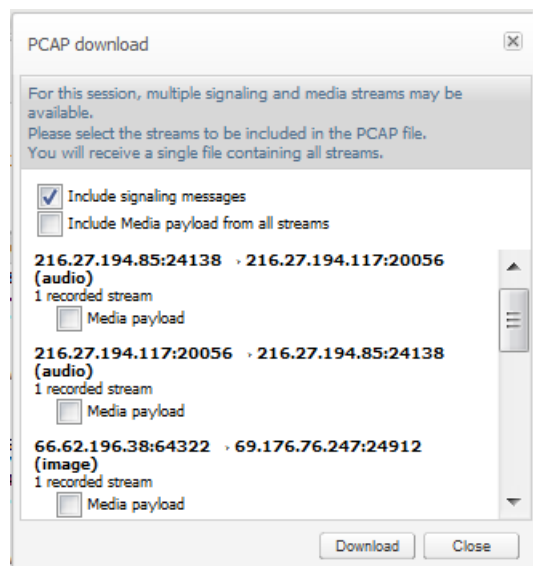 PCAP download
For this session, multiple signaling and media streams may be
available.
Please select the streams to be included in the PCAP file.
You will receive a single file containing all streams.
Include signaling messages
Include Media payload from all streams
216.27.194.85:24138 › 216.27.194.117:20056
(audio)
1 recorded stream
Media payload
216.27.194.117:20056 › 216.27.194.85:24138
(audio)
1 recorded stream
Media payload
66.62.196.38:64322 › 69.176.76.247:24912
(image)
1 recorded stream
Media payload
Download Close